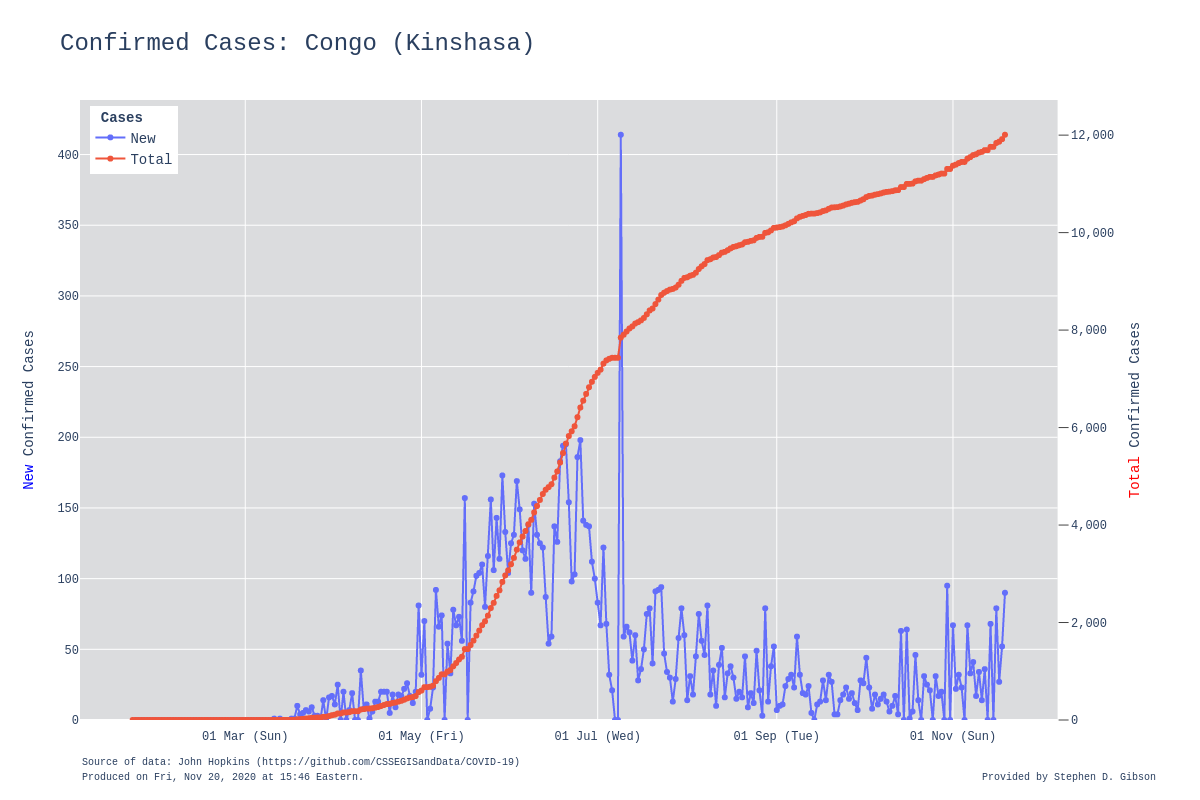 Confirmed Cases: Congo (Kinshasa)
Cases
New
Total
400
350
300
250
200
150
100
50
0
New Confirmed Cases
12,000
10,000
8,000
6,000
4,000
2,000
0
Total Confirmed Cases
01 Mar (Sun)
01 May (Fri)
01 Jul (Wed)
01 Sep (Tue)
01 Nov (Sun)
Source of data: John Hopkins (https://github.com/CSSEGISandData/COVID-19)
Produced on Fri, Nov 20, 2020 at 15:46 Eastern.
Provided by Stephen D. Gibson